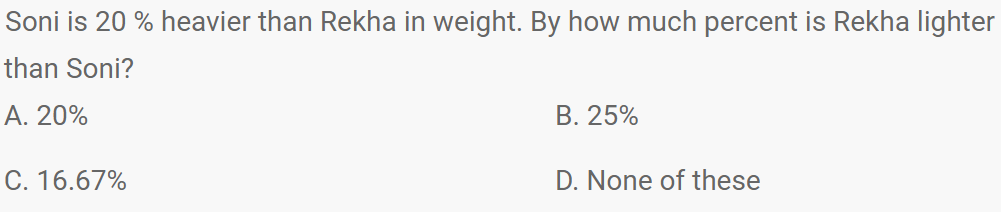 Soni is 20 % heavier than Rekha in weight. By how much percent is Rekha lighter
than Soni?
A. 20%
B. 25%
C. 16.67%
D. None of these